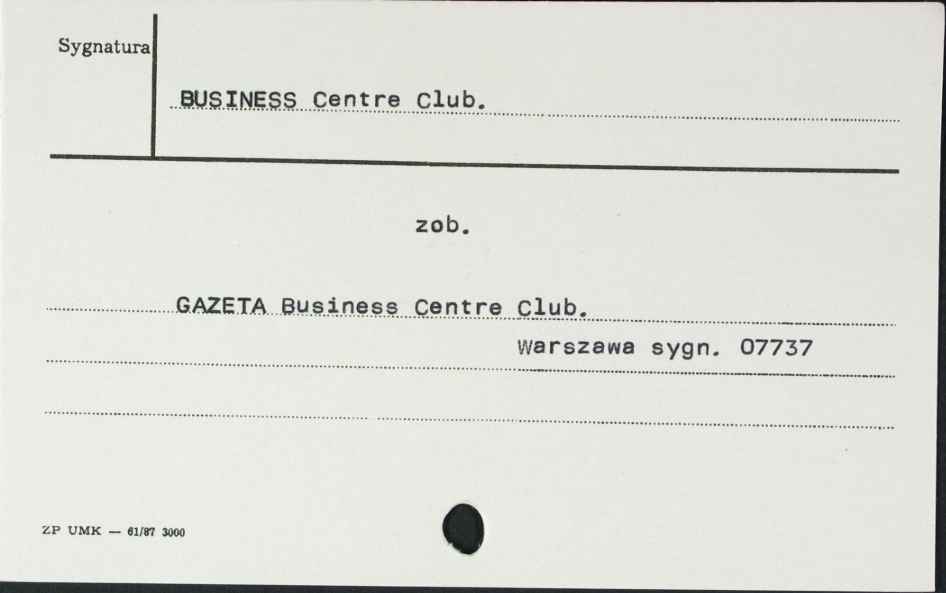 Sygnatura
BUSINESS Centre Club.
zob.
GAZETA Business Centre Club.
Warszawa sygn. 07737
ZP UMK — 61/87 3000